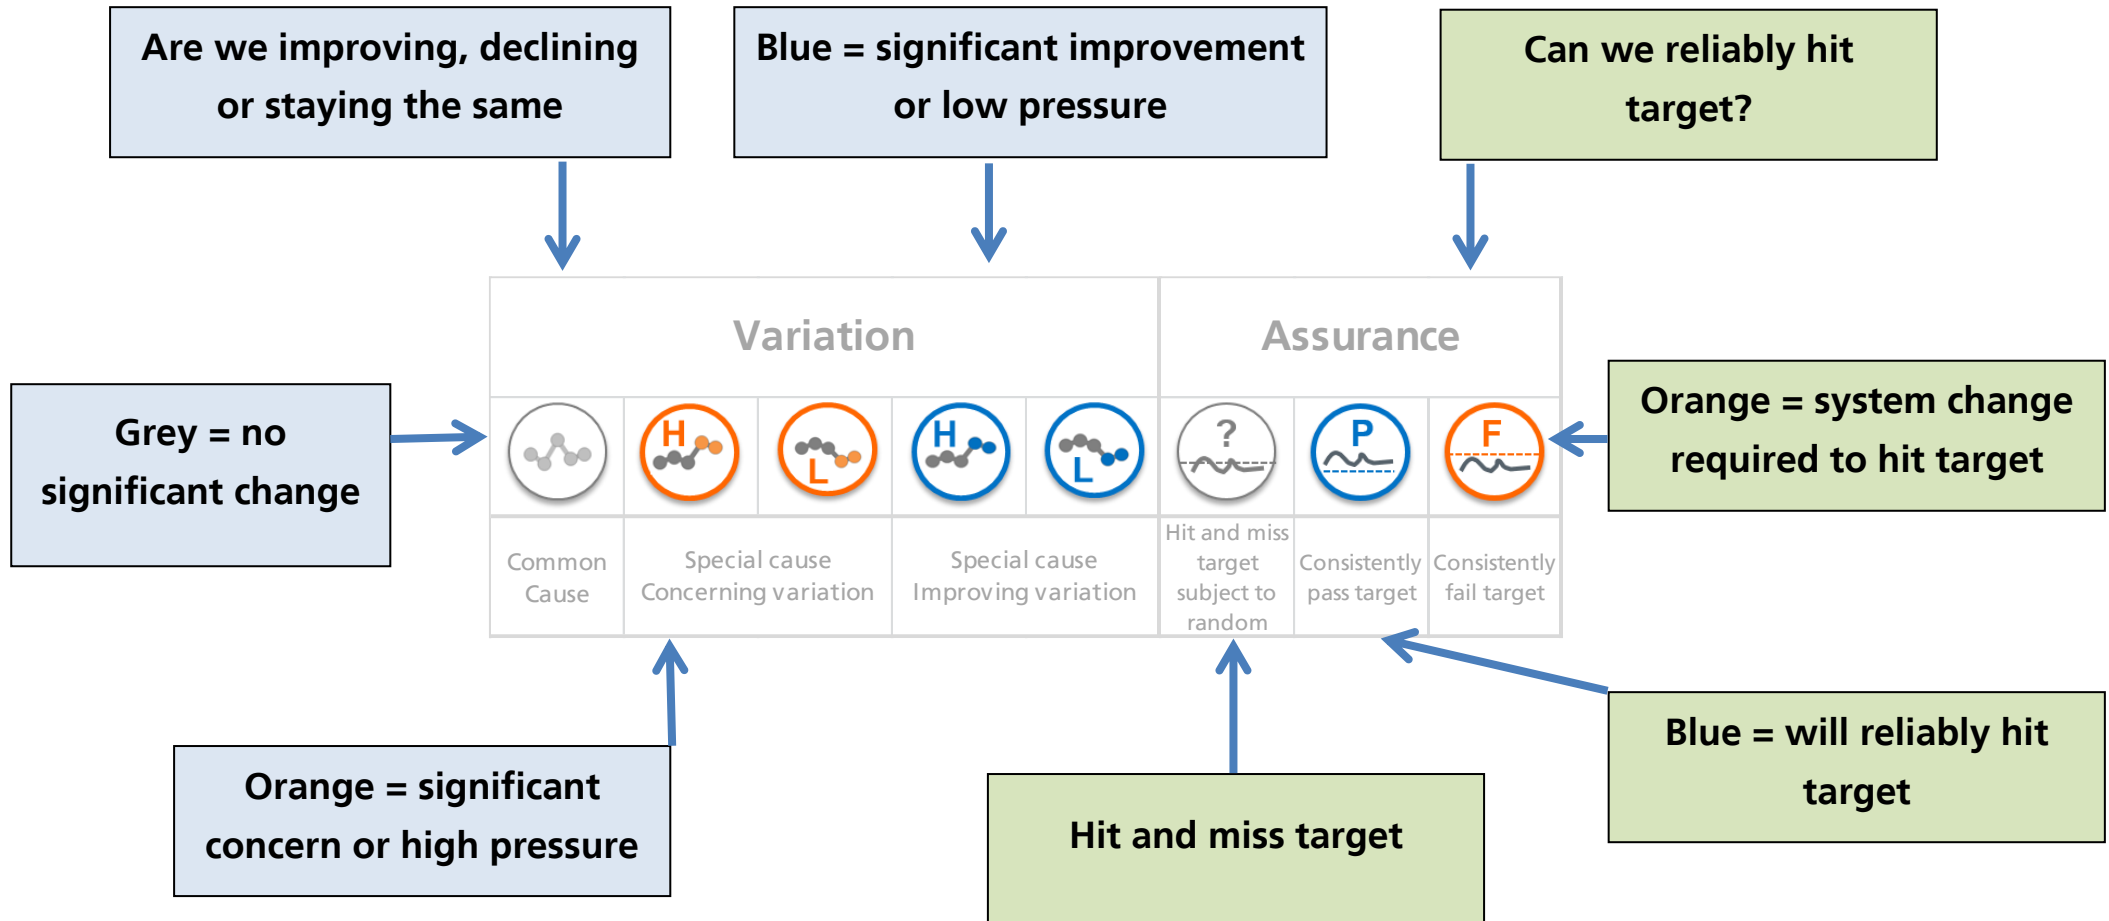 Are we improving, declining
or staying the same
Blue = significant improvement
or low pressure
Can we reliably hit
target?
Variation
Assurance
Grey = no
significant change
H
L
H
L
?
P
F
Orange = system change
required to hit target
Common
Cause
Special cause
Concerning variation
Special cause
Improving variation
Hit and miss
target
subject to
random
Consistently
pass target
Consistently
fail target
Orange = significant
concern or high pressure
Hit and miss target
Blue = will reliably hit
target